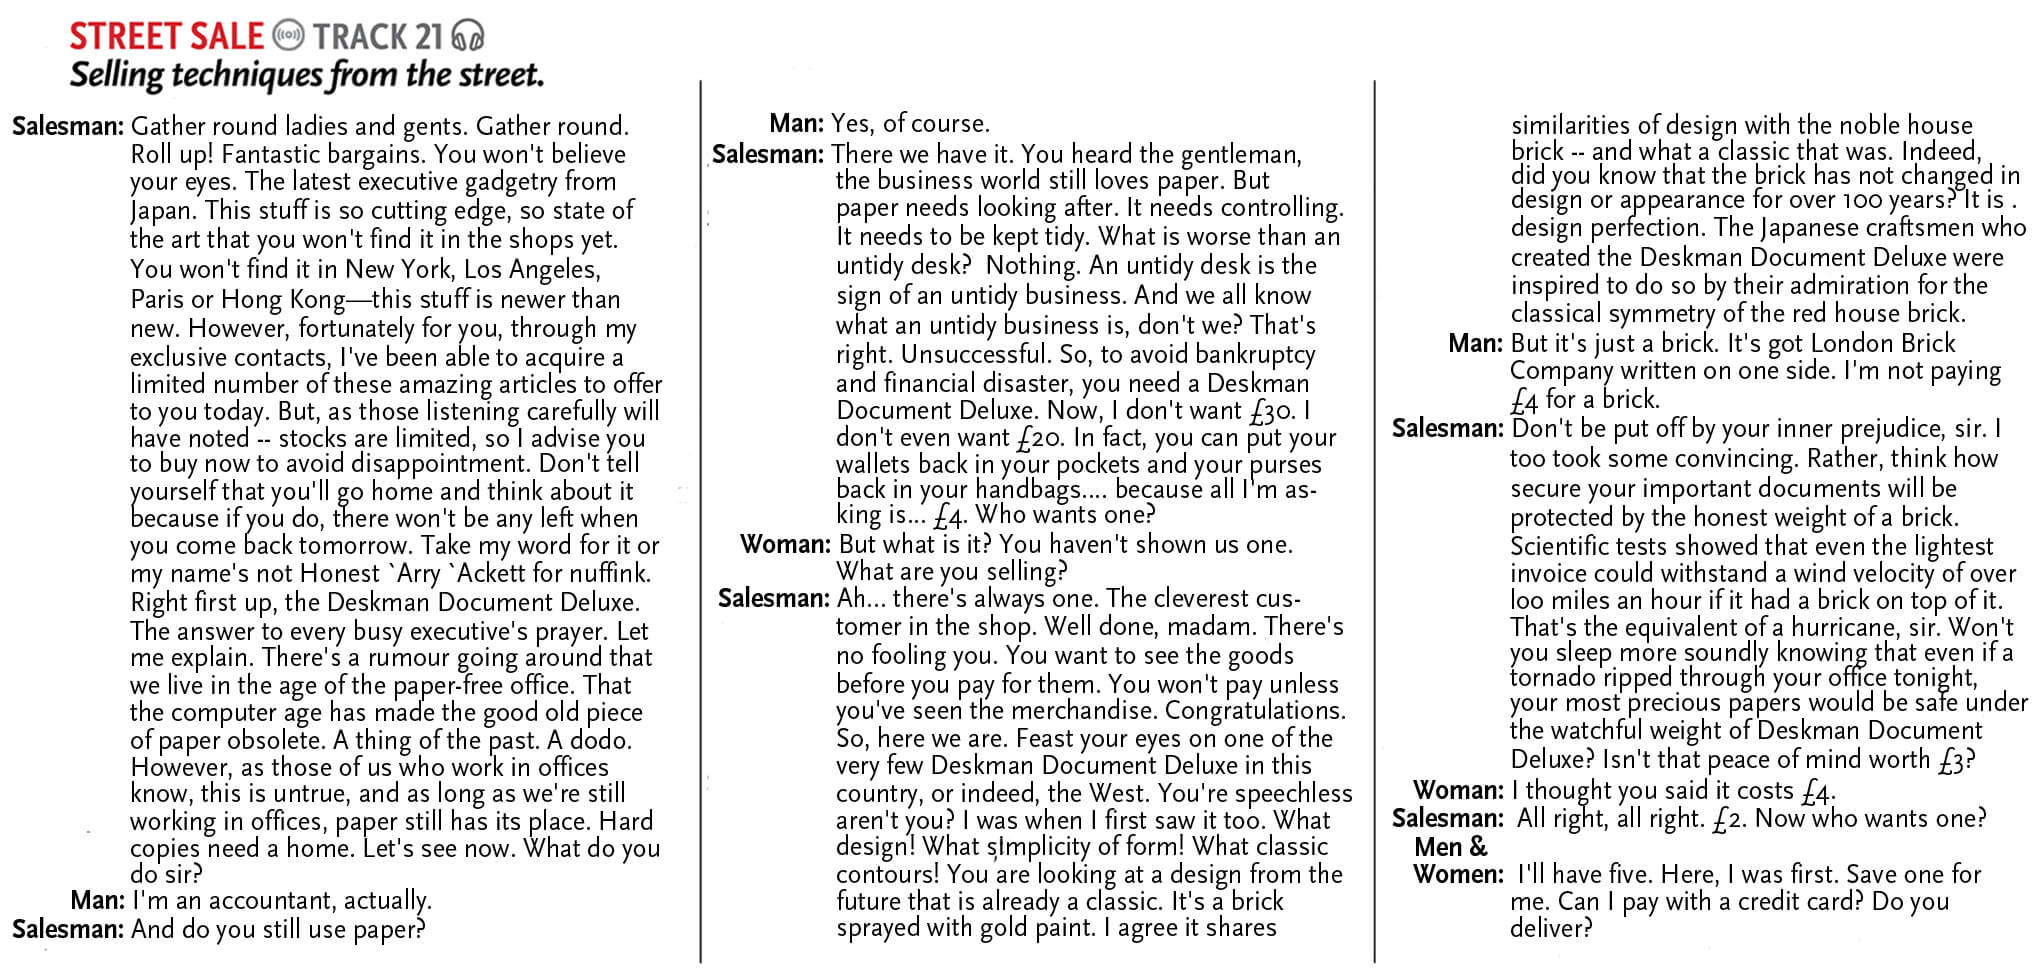 STREET SALE TRACK 21
Selling techniques from the street.
Salesman: Gather round ladies and gents. Gather round.
Roll up! Fantastic bargains. You won't believe
your eyes. The latest executive gadgetry from
Japan. This stuff is so cutting edge, so state of
the art that you won't find it in the shops yet.
You won't find it in New York, Los Angeles,
Paris or Hong Kong—this stuff is newer than
new. However, fortunately for you, through my
exclusive contacts, I've been able to acquire a
limited number of these amazing articles to offer
to you today. But, as those listening carefully will
have noted -- stocks are limited, so I advise you
to buy now to avoid disappointment. Don't tell
yourself that you'll go home and think about it
because if you do, there won't be any left when
you come back tomorrow. Take my word for it or
my name's not Honest `Arry `Ackett for nuffink.
Right first up, the Deskman Document Deluxe.
The answer to every busy executive's prayer. Let
me explain. There's a rumour going around that
we live in the age of the paper-free office. That
the computer age has made the good old piece
of paper obsolete. A thing of the past. A dodo.
However, as those of us who work in offices
know, this is untrue, and as long as we're still
working in offices, paper still has its place. Hard
copies need a home. Let's see now. What do you
do sir?
Man: I'm an accountant, actually.
Salesman: And do you still use paper?
Man: Yes, of course.
Salesman: There we have it. You heard the gentleman,
the business world still loves paper. But
paper needs looking after. It needs controlling.
It needs to be kept tidy. What is worse than an
untidy desk? Nothing. An untidy desk is the
sign of an untidy business. And we all know
what an untidy business is, don't we? That's
right. Unsuccessful. So, to avoid bankruptcy
and financial disaster, you need a Deskman
Document Deluxe. Now, I don't want £30. I
don't even want £20. In fact, you can put your
wallets back in your pockets and your purses
back in your handbags.... because all I'm as-
king is... £4. Who wants one?
Woman: But what is it? You haven't shown us one.
What are you selling?
Salesman: Ah... there's always one. The cleverest cus-
tomer in the shop. Well done, madam. There's
no fooling you. You want to see the goods
before you pay for them. You won't pay unless
you've seen the merchandise. Congratulations.
So, here we are. Feast your eyes on one of the
very few Deskman Document Deluxe in this
country, or indeed, the West. You're speechless
aren't you? I was when I first saw it too. What
design! What simplicity of form! What classic
contours! You are looking at a design from the
future that is already a classic. It's a brick
sprayed with gold paint. I agree it shares
similarities of design with the noble house
brick -- and what a classic that was. Indeed,
did you know that the brick has not changed in
design or appearance for over 100 years? It is .
design perfection. The Japanese craftsmen who
created the Deskman Document Deluxe were
inspired to do so by their admiration for the
classical symmetry of the red house brick.
Man: But it's just a brick. It's got London Brick
Company written on one side. I'm not paying
£4 for a brick.
Salesman: Don't be put off by your inner prejudice, sir. I
too took some convincing. Rather, think how
secure your important documents will be
protected by the honest weight of a brick.
Scientific tests showed that even the lightest
invoice could withstand a wind velocity of over
loo miles an hour if it had a brick on top of it.
That's the equivalent of a hurricane, sir. Won't
you sleep more soundly knowing that even if a
tornado ripped through your office tonight,
your most precious papers would be safe under
the watchful weight of Deskman Document
Deluxe? Isn't that peace of mind worth £3?
Woman: I thought you said it costs £4.
Salesman: All right, all right. £2. Now who wants one?
Men &
Women: I'll have five. Here, I was first. Save one for
me. Can I pay with a credit card? Do you
deliver?